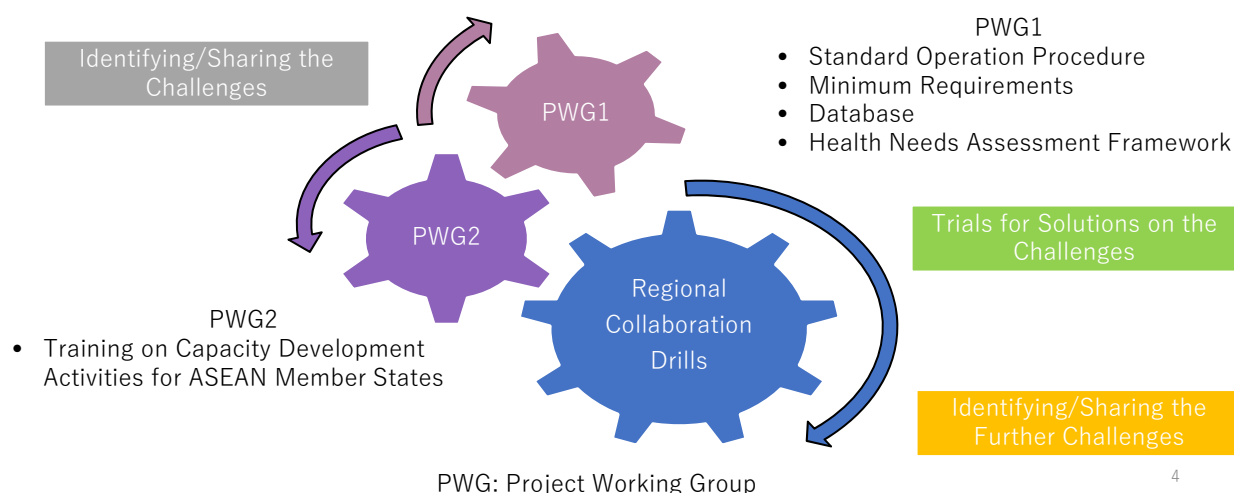 Identifying/Sharing the
Challenges
PWG1
PWG1
• Standard Operation Procedure
• Minimum Requirements
• Database
• Health Needs Assessment Framework
PWG2
Regional
Collaboration
Drills
Trials for Solutions on the
Challenges
PWG2
• Training on Capacity Development
Activities for ASEAN Member States
Identifying/Sharing the
Further Challenges
PWG: Project Working Group
4